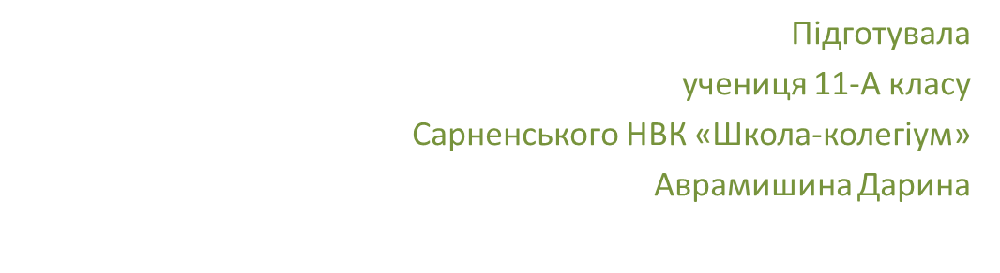 Підготувала
учениця 11-А класу
Сарненського НВК «Школа-колегіум»
Аврамишина Дарина